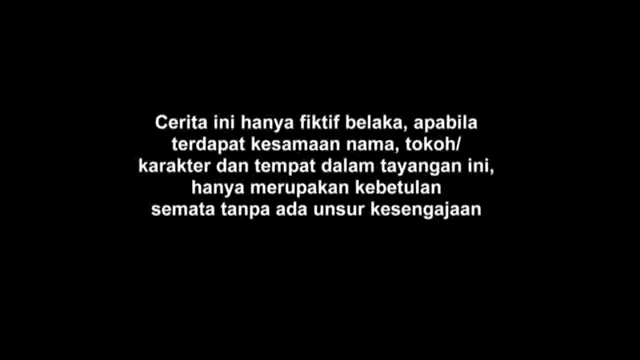 Cerita ini hanya fiktif belaka, apabila
terdapat kesamaan nama, tokoh/
karakter dan tempat dalam tayangan ini,
hanya merupakan kebetulan
semata tanpa ada unsur kesengajaan